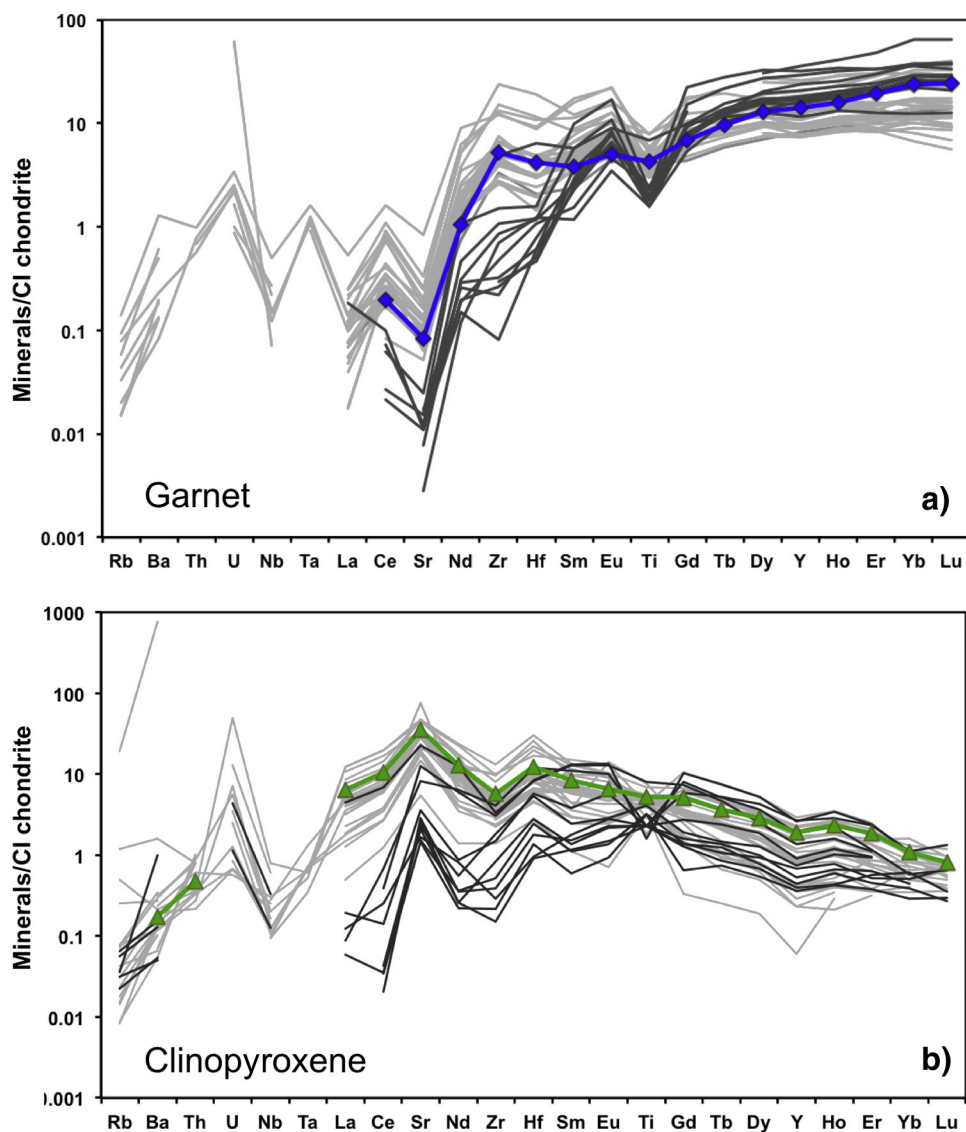 100
10
1
0.1
0.01
0.001
Minerals/CI chondrite
Garnet
a)
Rb Ba Th U Nb Ta La Ce Sr Nd Zr Hf Sm Eu Ti Gd Tb Dy Y Ho Er Yb Lu
1000
100
10
1
0.1
0.01
.001
Minerals/CI chondrite
Clinopyroxene
b)
Rb Ba Th U Nb Ta La Ce Sr Nd Zr Hf Sm Eu Ti Gd Tb Dy Y Ho Er Yb Lu